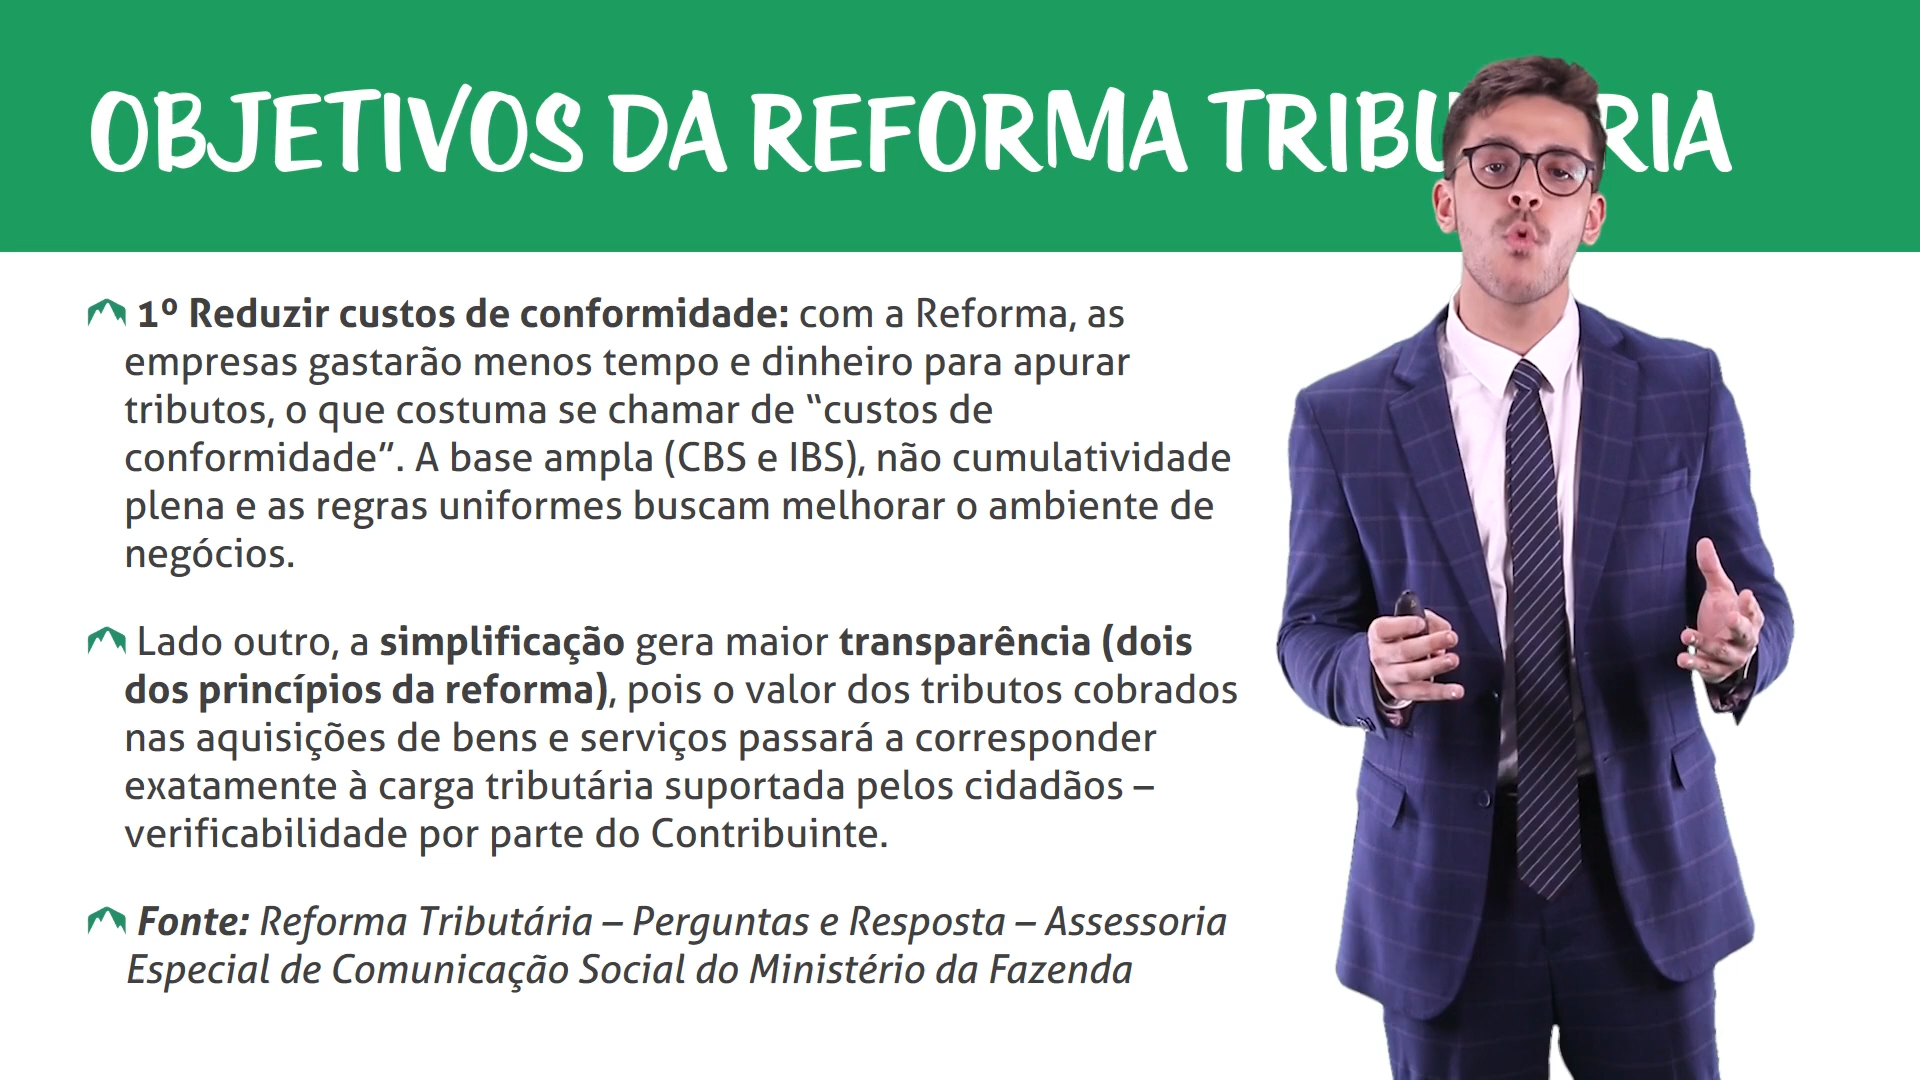 OBJETIVOS DA REFORMA
1º Reduzir custos de conformidade: com a Reforma, as
empresas gastarão menos tempo e dinheiro para apurar
tributos, o que costuma se chamar de “custos de
conformidade”. A base ampla (CBS e IBS), não cumulatividade
plena e as regras uniformes buscam melhorar o ambiente de
negócios.
Lado outro, a simplificação gera maior transparência (dois
dos princípios da reforma), pois o valor dos tributos cobrados
nas aquisições de bens e serviços passará a corresponder
exatamente à carga tributária suportada pelos cidadãos –
verificabilidade por parte do Contribuinte.
Fonte: Reforma Tributária – Perguntas e Resposta – Assessoria
Especial de Comunicação Social do Ministério da Fazenda